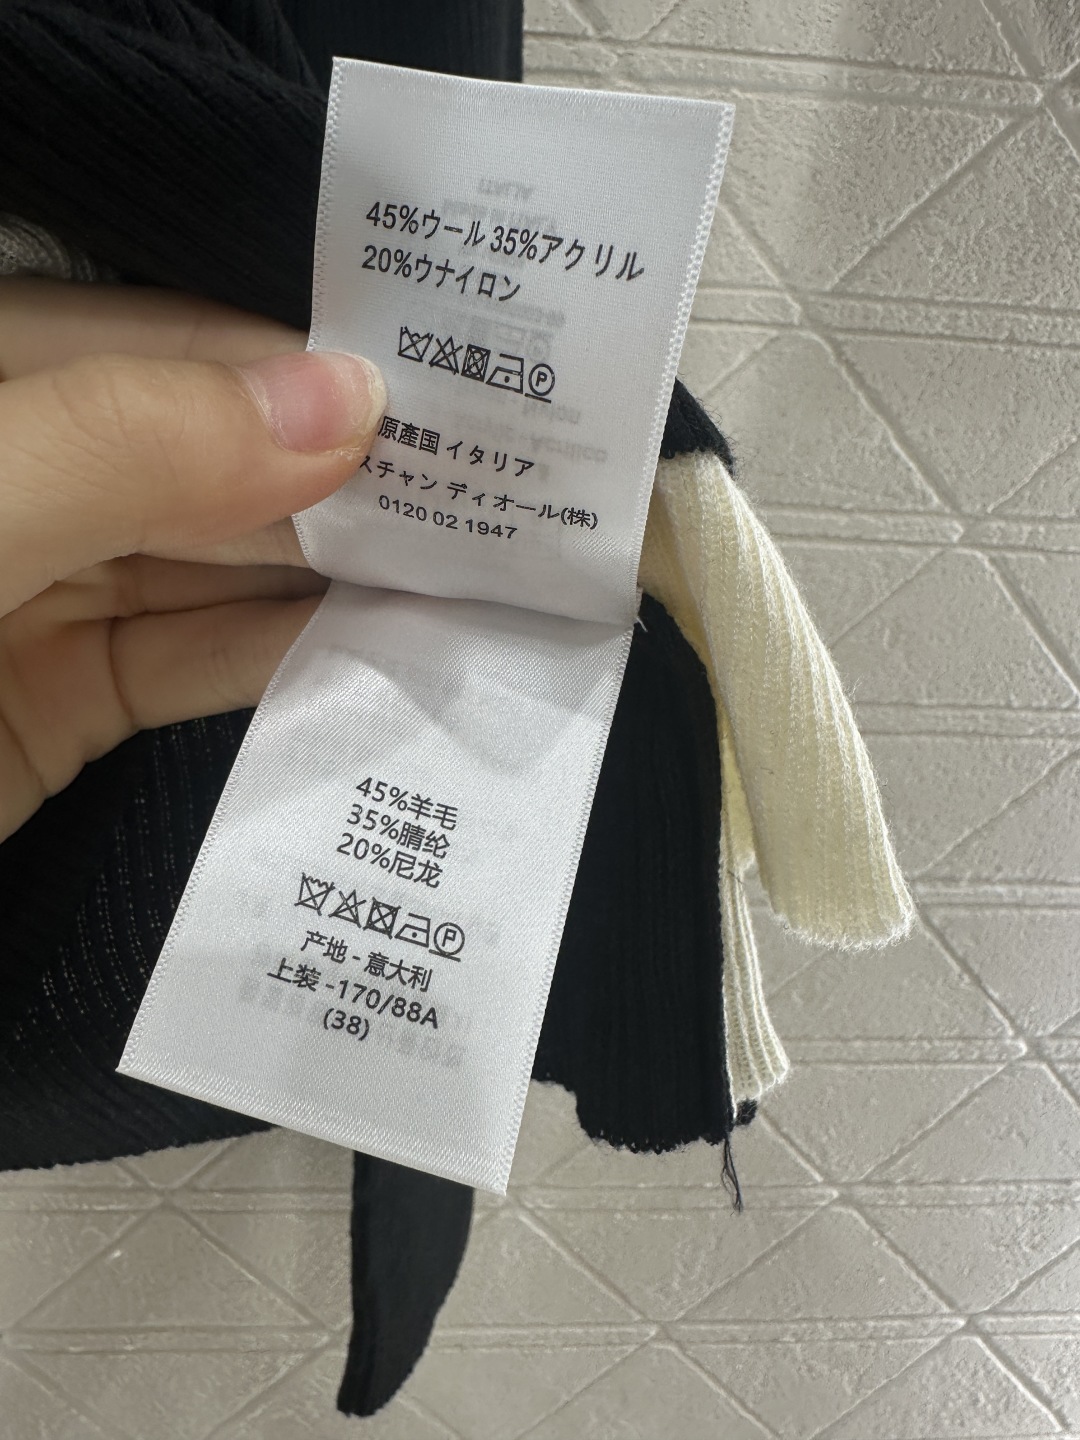 45%ウール 35%アクリル
20%ウナイロン
P
原産国 イタリア
スチャン ディオール(株)
0120 02 1947
45%羊毛
35%腈纶
20%尼龙
P
产地 - 意大利
上装 -170/88A
(38)